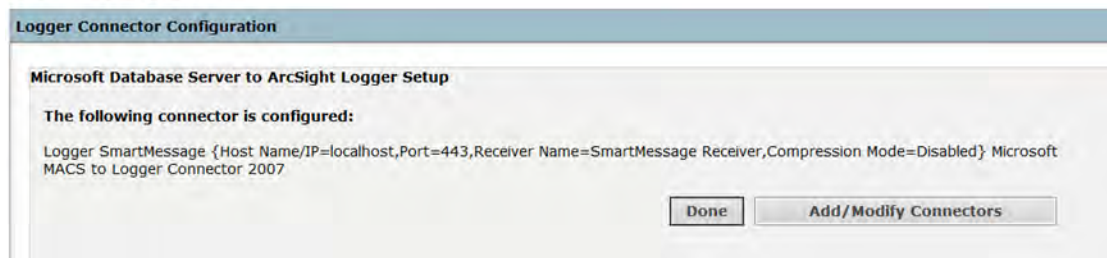 Logger Connector Configuration
Microsoft Database Server to ArcSight Logger Setup
The following connector is configured:
Logger SmartMessage {Host Name/IP=localhost,Port=443,Receiver Name=SmartMessage Receiver,Compression Mode=Disabled} Microsoft
MACS to Logger Connector 2007
Done Add/Modify Connectors